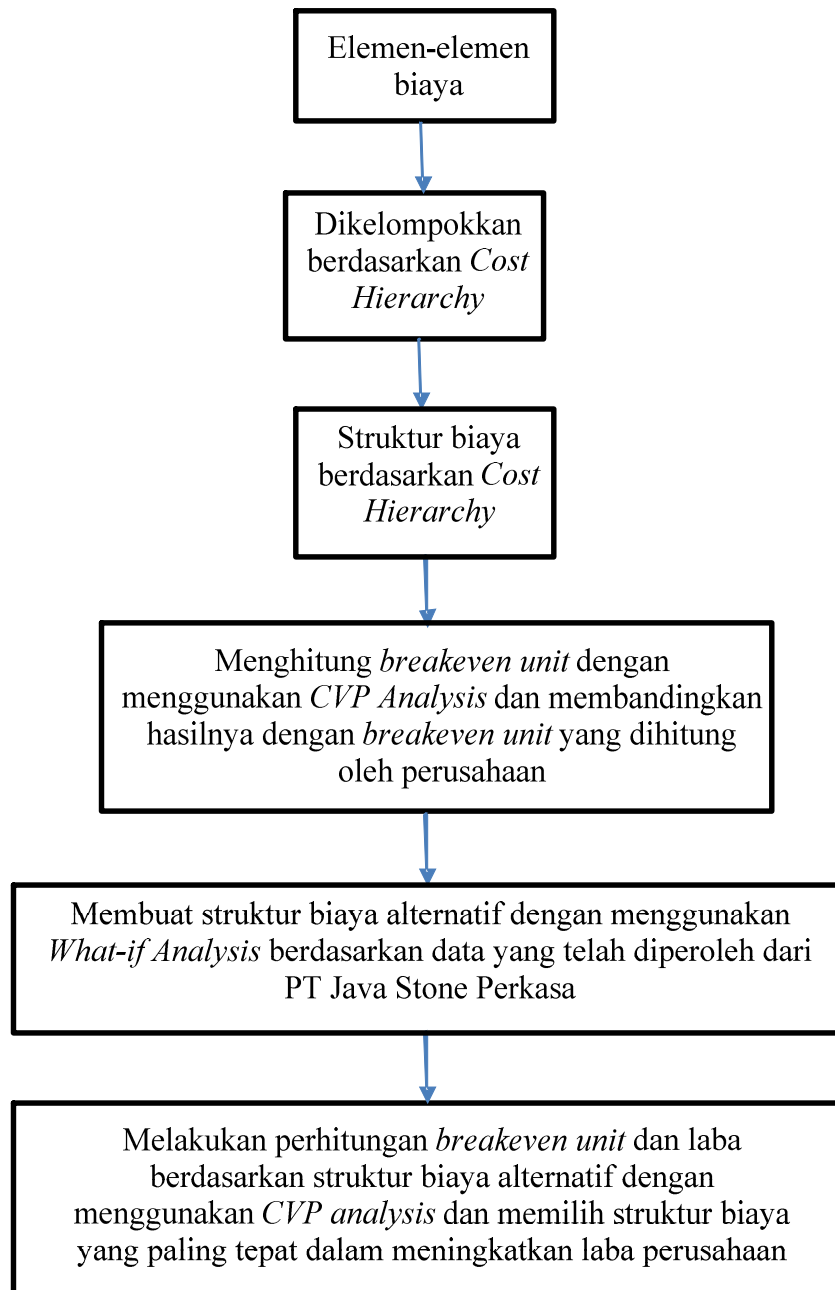 Elemen-elemen
biaya
Dikelompokkan
berdasarkan Cost
Hierarchy
Struktur biaya
berdasarkan Cost
Hierarchy
Menghitung breakeven unit dengan
menggunakan CVP Analysis dan membandingkan
hasilnya dengan breakeven unit yang dihitung
oleh perusahaan
Membuat struktur biaya alternatif dengan menggunakan
What-if Analysis berdasarkan data yang telah diperoleh dari
PT Java Stone Perkasa
Melakukan perhitungan breakeven unit dan laba
berdasarkan struktur biaya alternatif dengan
menggunakan CVP analysis dan memilih struktur biaya
yang paling tepat dalam meningkatkan laba perusahaan